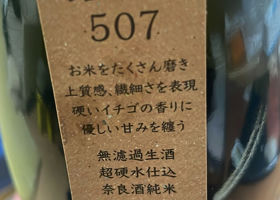 507
お米をたくさん磨き
上質感、繊細さを表現
硬いイチゴの香りに
優しい甘みを纏う
無濾過生酒
超硬水仕込
奈良酒純米